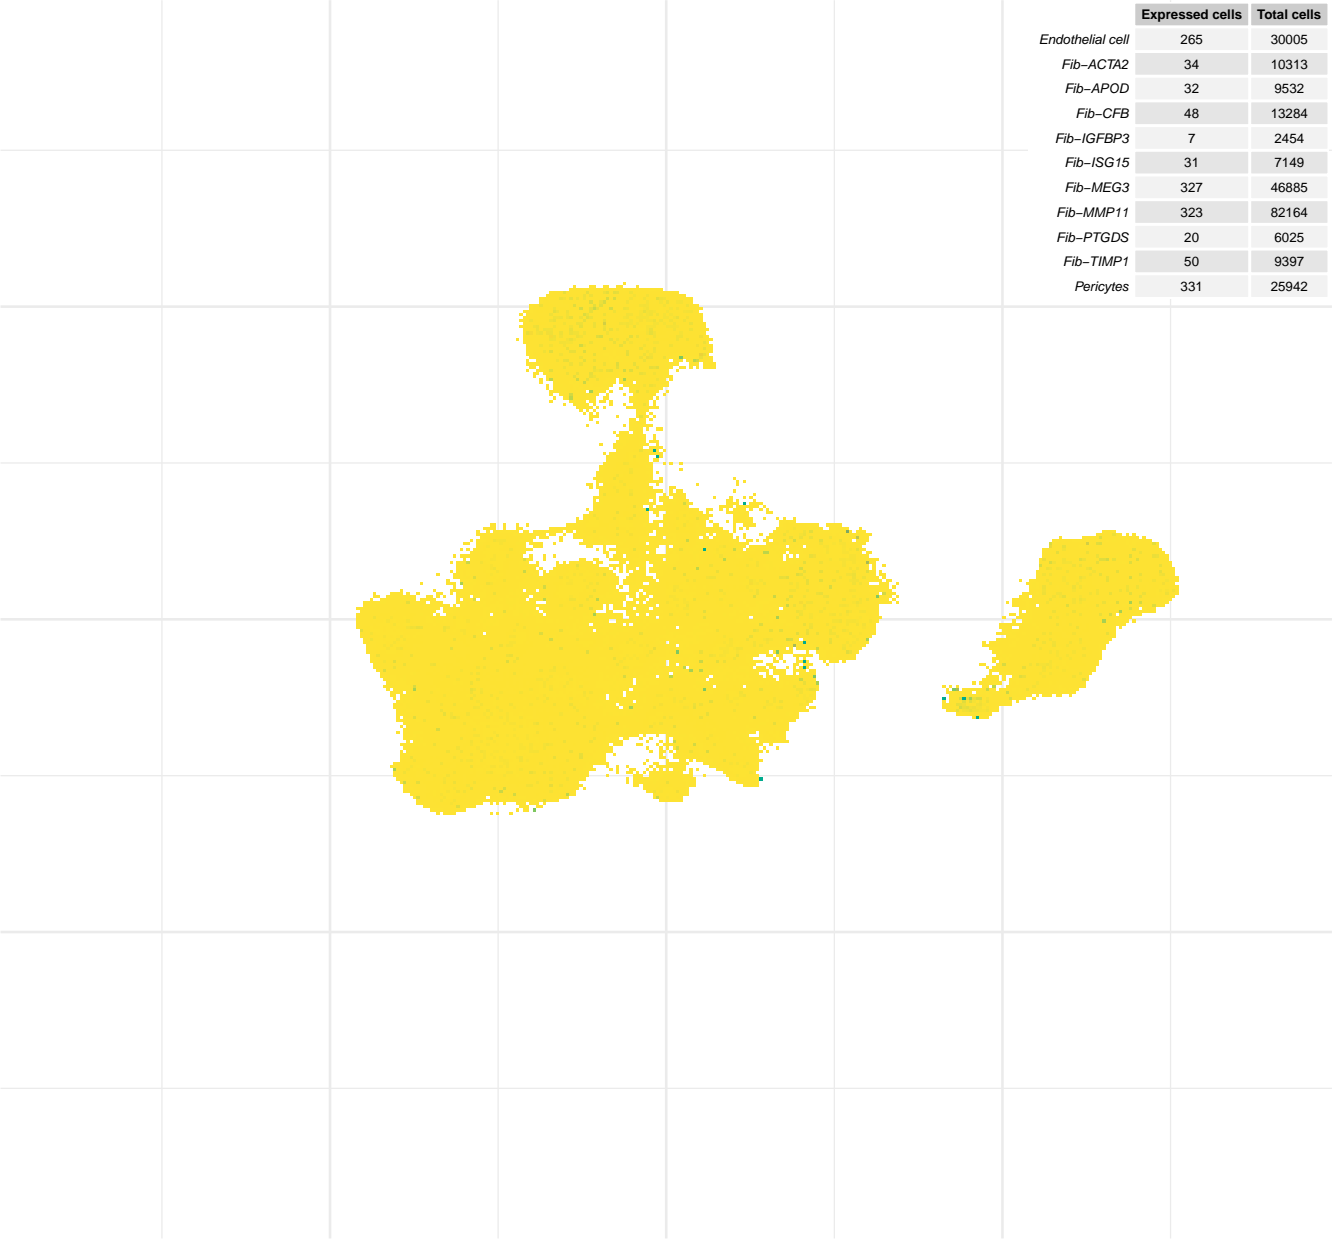 Expressed cells Total cells
Endothelial cell 265 30005
Fib−ACTA2 34 10313
Fib−APOD 32 9532
Fib−CFB 48 13284
Fib−IGFBP3 7 2454
Fib−ISG15 31 7149
Fib−MEG3 327 46885
Fib−MMP11 323 82164
Fib−PTGDS 20 6025
Fib−TIMP1 50 9397
Pericytes 331 25942